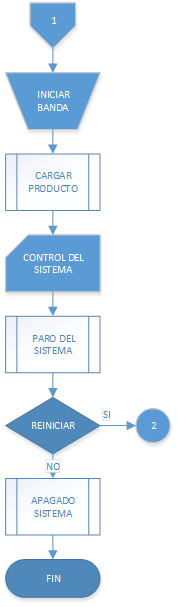 1
INICIAR
BANDA
CARGAR
PRODUCTO
CONTROL DEL
SISTEMA
PARO DEL
SISTEMA
REINICIAR
SI
2
NO
APAGADO
SISTEMA
FIN